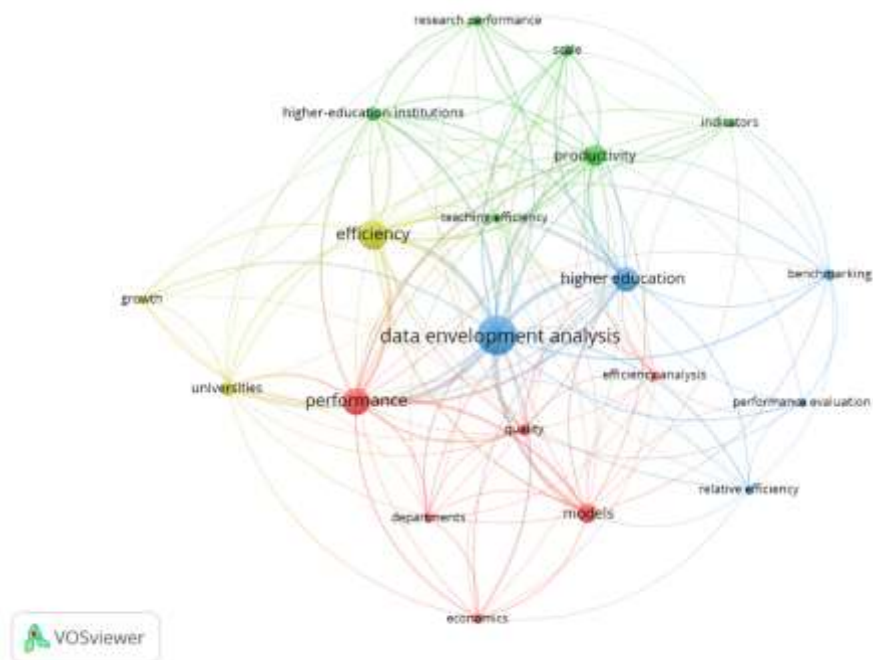 research performance
scale
higher-education institutions
indicators
productivity
teaching efficiency
efficiency
higher education
benchmarking
growth
data envelopment analysis
efficiency analysis
universities
performance
performance evaluation
quality
relative efficiency
departments
models
economics
VOSviewer